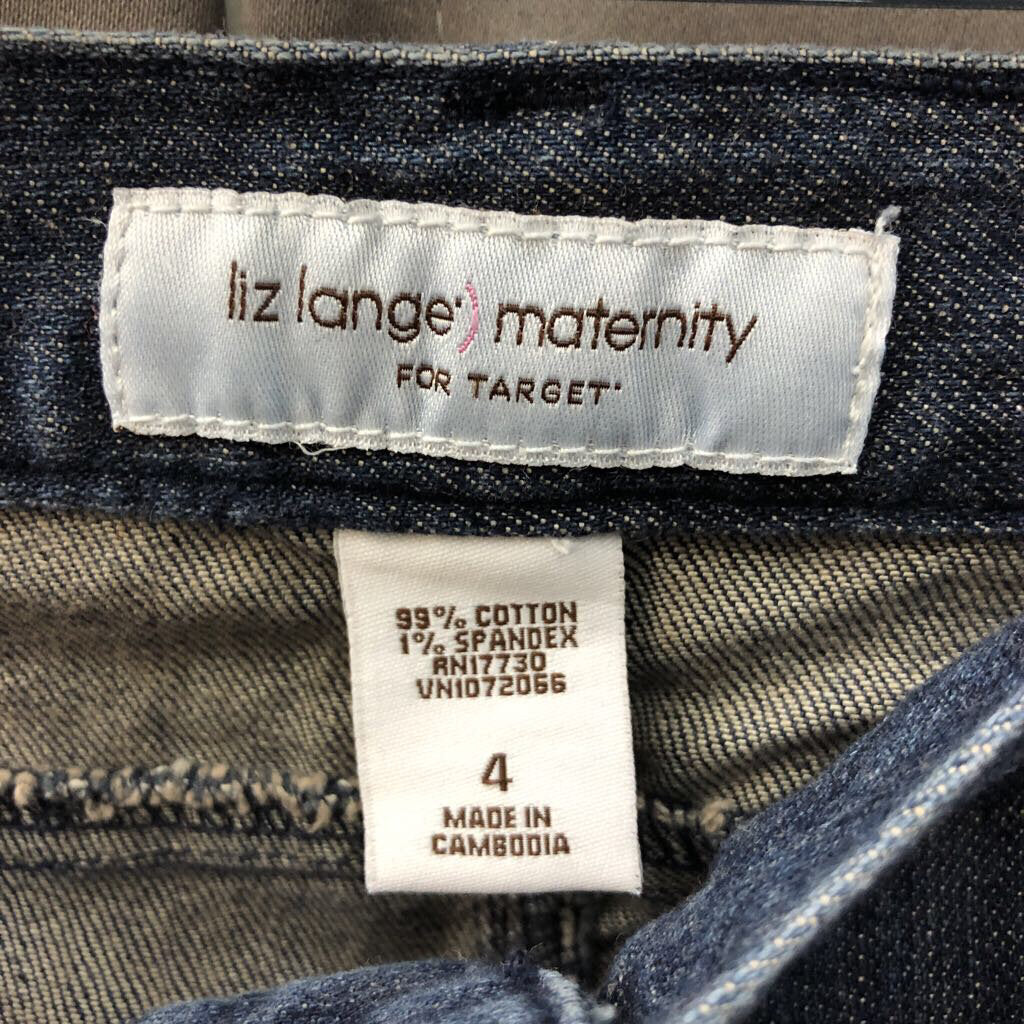 liz lange) maternity
FOR TARGET
99% COTTON
1% SPANDEX
RN17730
VN1072066
4
MADE IN
CAMBODIA